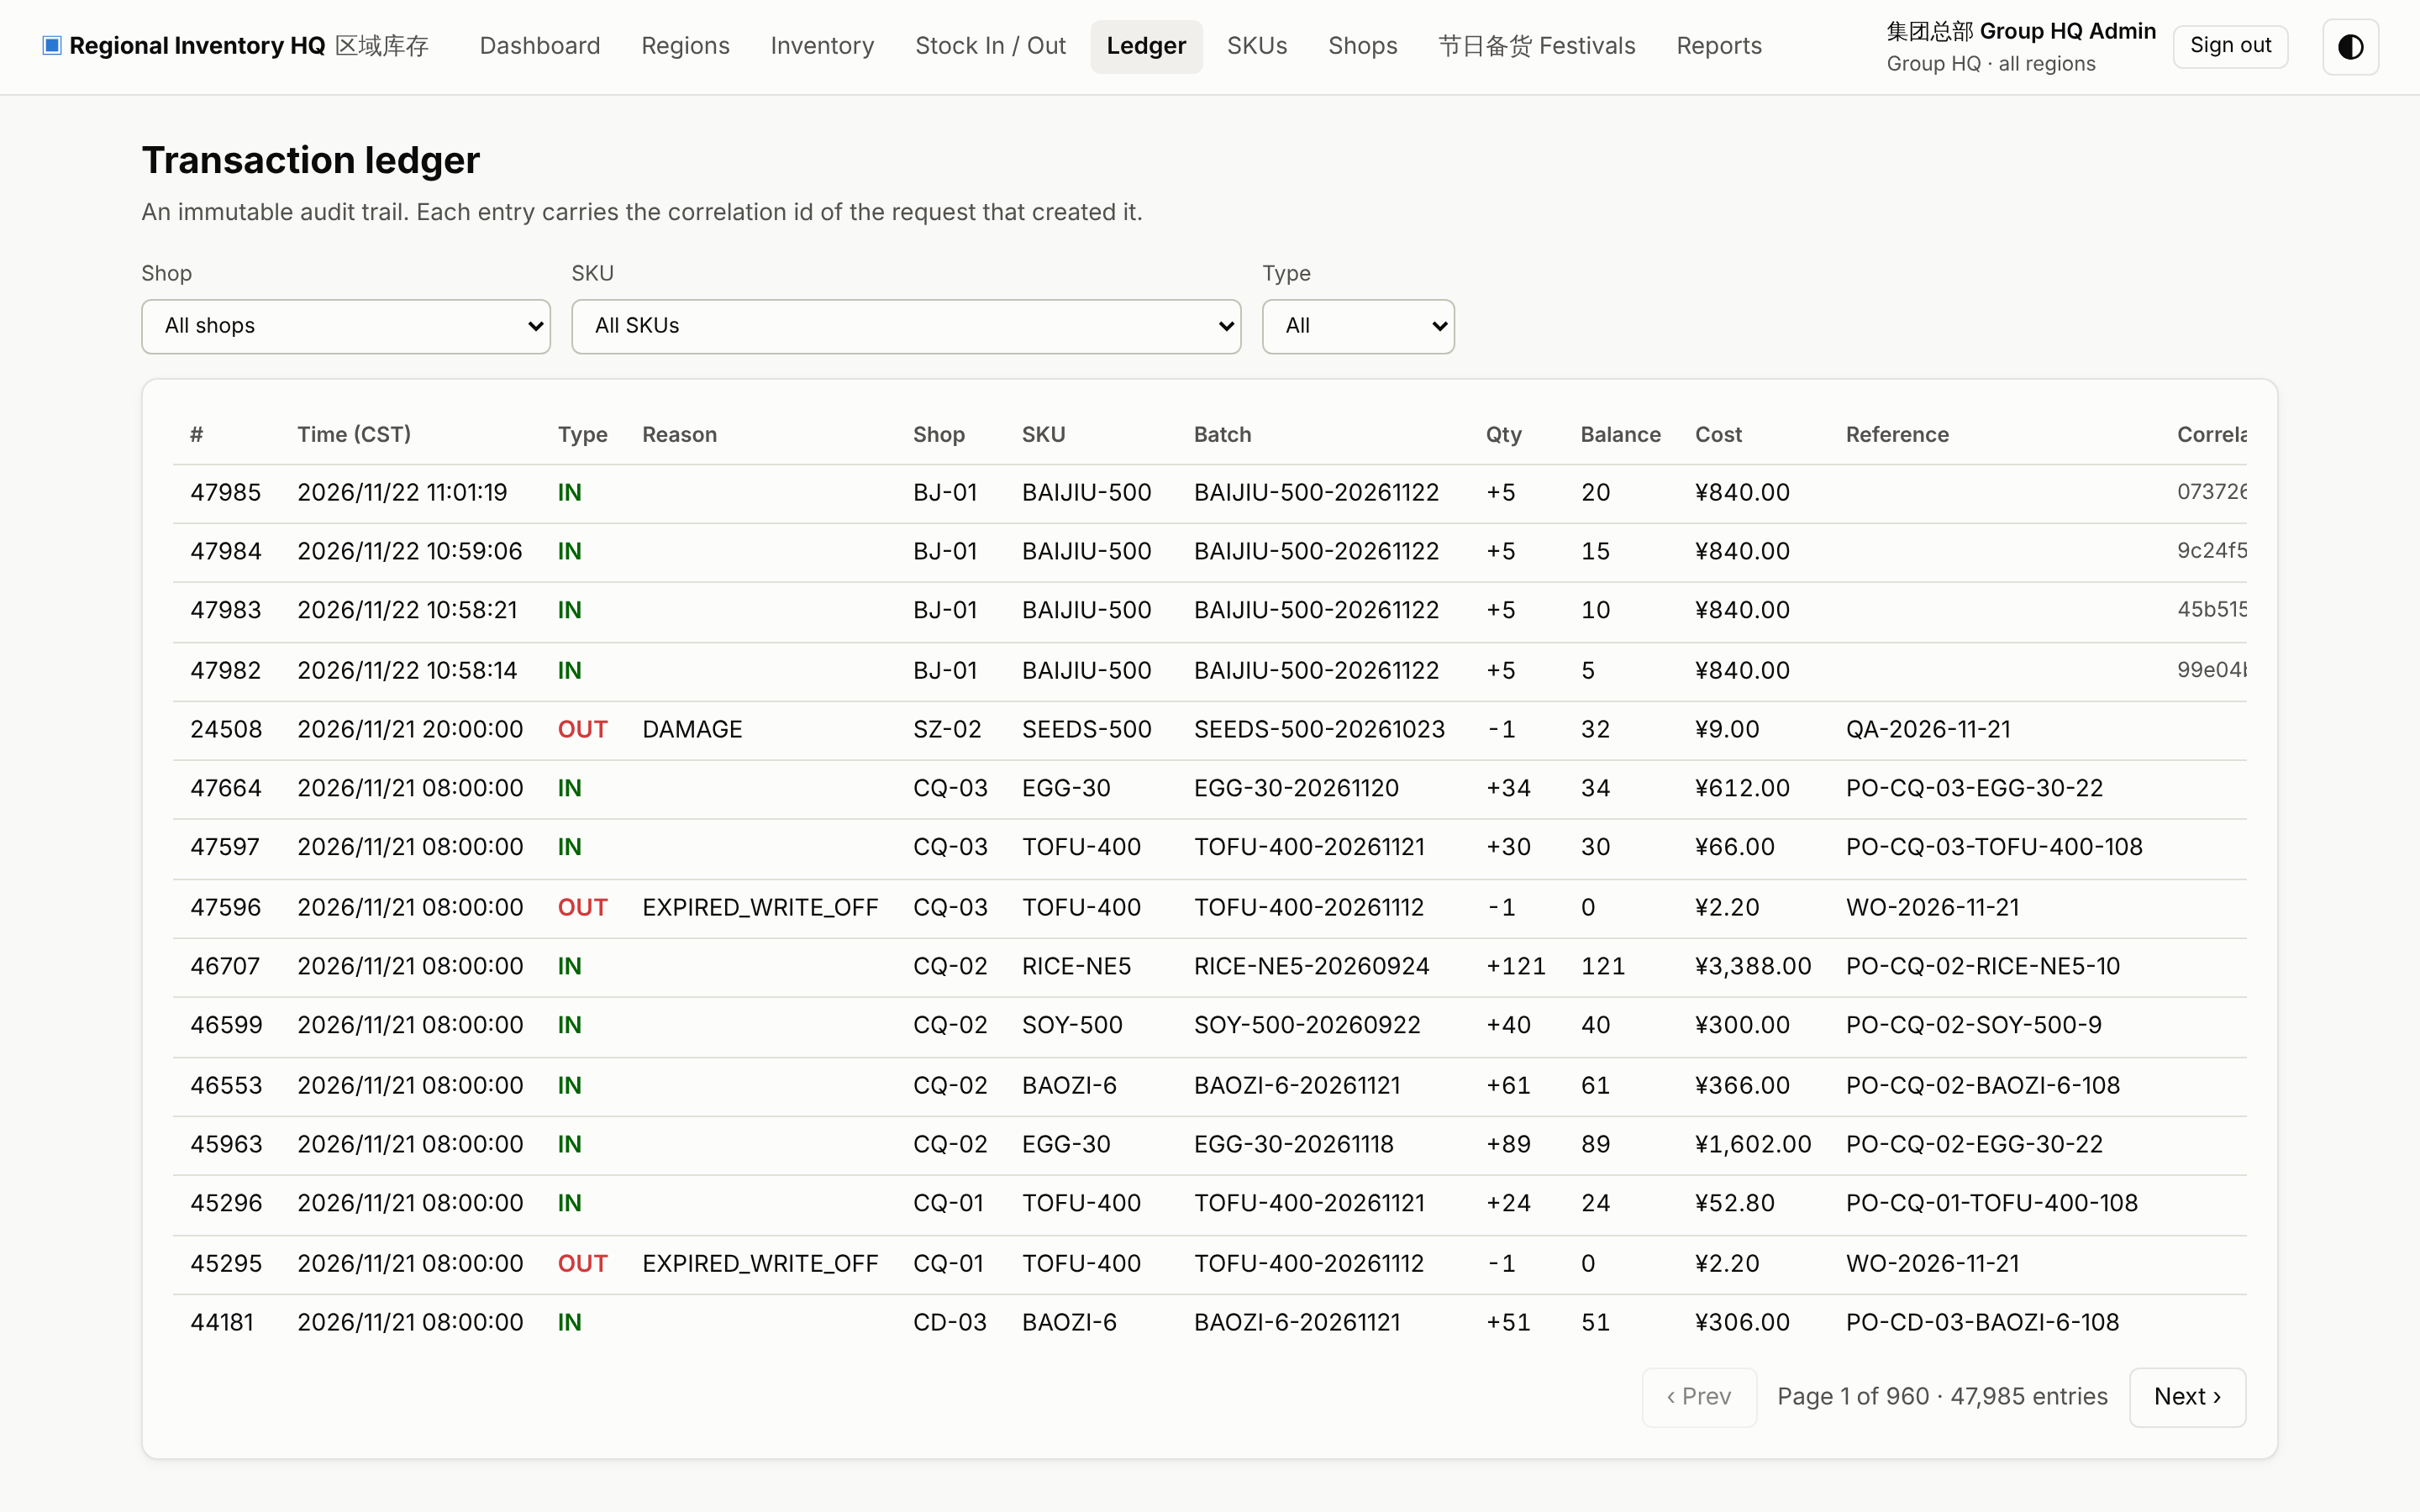 Regional Inventory HQ 区域库存 Dashboard Regions Inventory Stock In / Out Ledger SKUs Shops 节日备货 Festivals Reports 集团总部 Group HQ Admin Sign out
Group HQ · all regions
Transaction ledger
An immutable audit trail. Each entry carries the correlation id of the request that created it.
Shop SKU Type
All shops All SKUs All
# Time (CST) Type Reason Shop SKU Batch Qty Balance Cost Reference Correla
47985 2026/11/22 11:01:19 IN BJ-01 BAIJIU-500 BAIJIU-500-20261122 +5 20 ¥840.00 073726
47984 2026/11/22 10:59:06 IN BJ-01 BAIJIU-500 BAIJIU-500-20261122 +5 15 ¥840.00 9c24f5
47983 2026/11/22 10:58:21 IN BJ-01 BAIJIU-500 BAIJIU-500-20261122 +5 10 ¥840.00 45b515
47982 2026/11/22 10:58:14 IN BJ-01 BAIJIU-500 BAIJIU-500-20261122 +5 5 ¥840.00 99e04b
24508 2026/11/21 20:00:00 OUT DAMAGE SZ-02 SEEDS-500 SEEDS-500-20261023 -1 32 ¥9.00 QA-2026-11-21
47664 2026/11/21 08:00:00 IN CQ-03 EGG-30 EGG-30-20261120 +34 34 ¥612.00 PO-CQ-03-EGG-30-22
47597 2026/11/21 08:00:00 IN CQ-03 TOFU-400 TOFU-400-20261121 +30 30 ¥66.00 PO-CQ-03-TOFU-400-108
47596 2026/11/21 08:00:00 OUT EXPIRED_WRITE_OFF CQ-03 TOFU-400 TOFU-400-20261112 -1 0 ¥2.20 WO-2026-11-21
46707 2026/11/21 08:00:00 IN CQ-02 RICE-NE5 RICE-NE5-20260924 +121 121 ¥3,388.00 PO-CQ-02-RICE-NE5-10
46599 2026/11/21 08:00:00 IN CQ-02 SOY-500 SOY-500-20260922 +40 40 ¥300.00 PO-CQ-02-SOY-500-9
46553 2026/11/21 08:00:00 IN CQ-02 BAOZI-6 BAOZI-6-20261121 +61 61 ¥366.00 PO-CQ-02-BAOZI-6-108
45963 2026/11/21 08:00:00 IN CQ-02 EGG-30 EGG-30-20261118 +89 89 ¥1,602.00 PO-CQ-02-EGG-30-22
45296 2026/11/21 08:00:00 IN CQ-01 TOFU-400 TOFU-400-20261121 +24 24 ¥52.80 PO-CQ-01-TOFU-400-108
45295 2026/11/21 08:00:00 OUT EXPIRED_WRITE_OFF CQ-01 TOFU-400 TOFU-400-20261112 -1 0 ¥2.20 WO-2026-11-21
44181 2026/11/21 08:00:00 IN CD-03 BAOZI-6 BAOZI-6-20261121 +51 51 ¥306.00 PO-CD-03-BAOZI-6-108
‹ Prev Page 1 of 960 · 47,985 entries Next ›